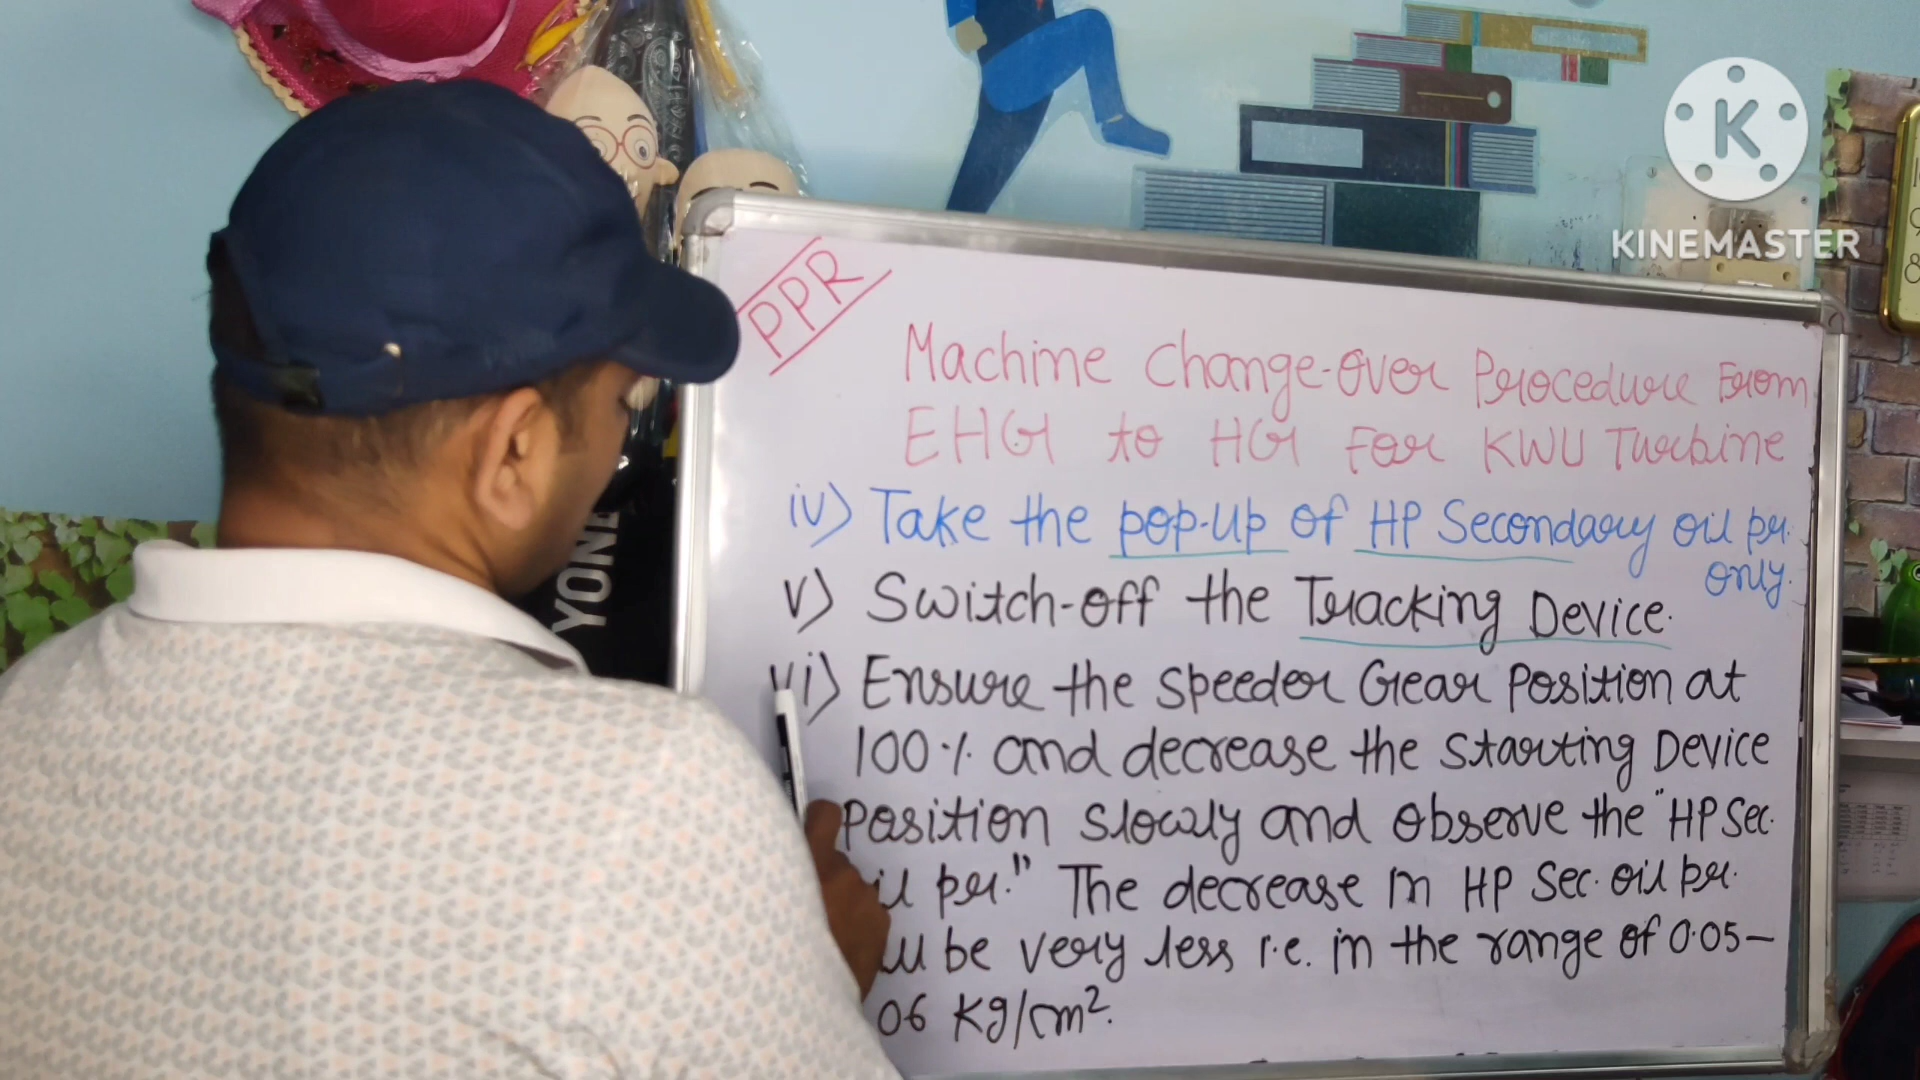 KINEMASTER
PPR
Machine Change-Over Procedure From
EHG to HG For KWU Turbine
iv) Take the pop-up of HP Secondary oil pr.
only.
v) Switch-off the Tracking Device.
vi) Ensure the speeder Gear Position at
100% and decrease the starting Device
Position slowly and observe the "HP Sec.
pr." The decrease in HP Sec. oil pr.
be very less i.e. in the range of 0.05-
06 Kg/cm².
YONE